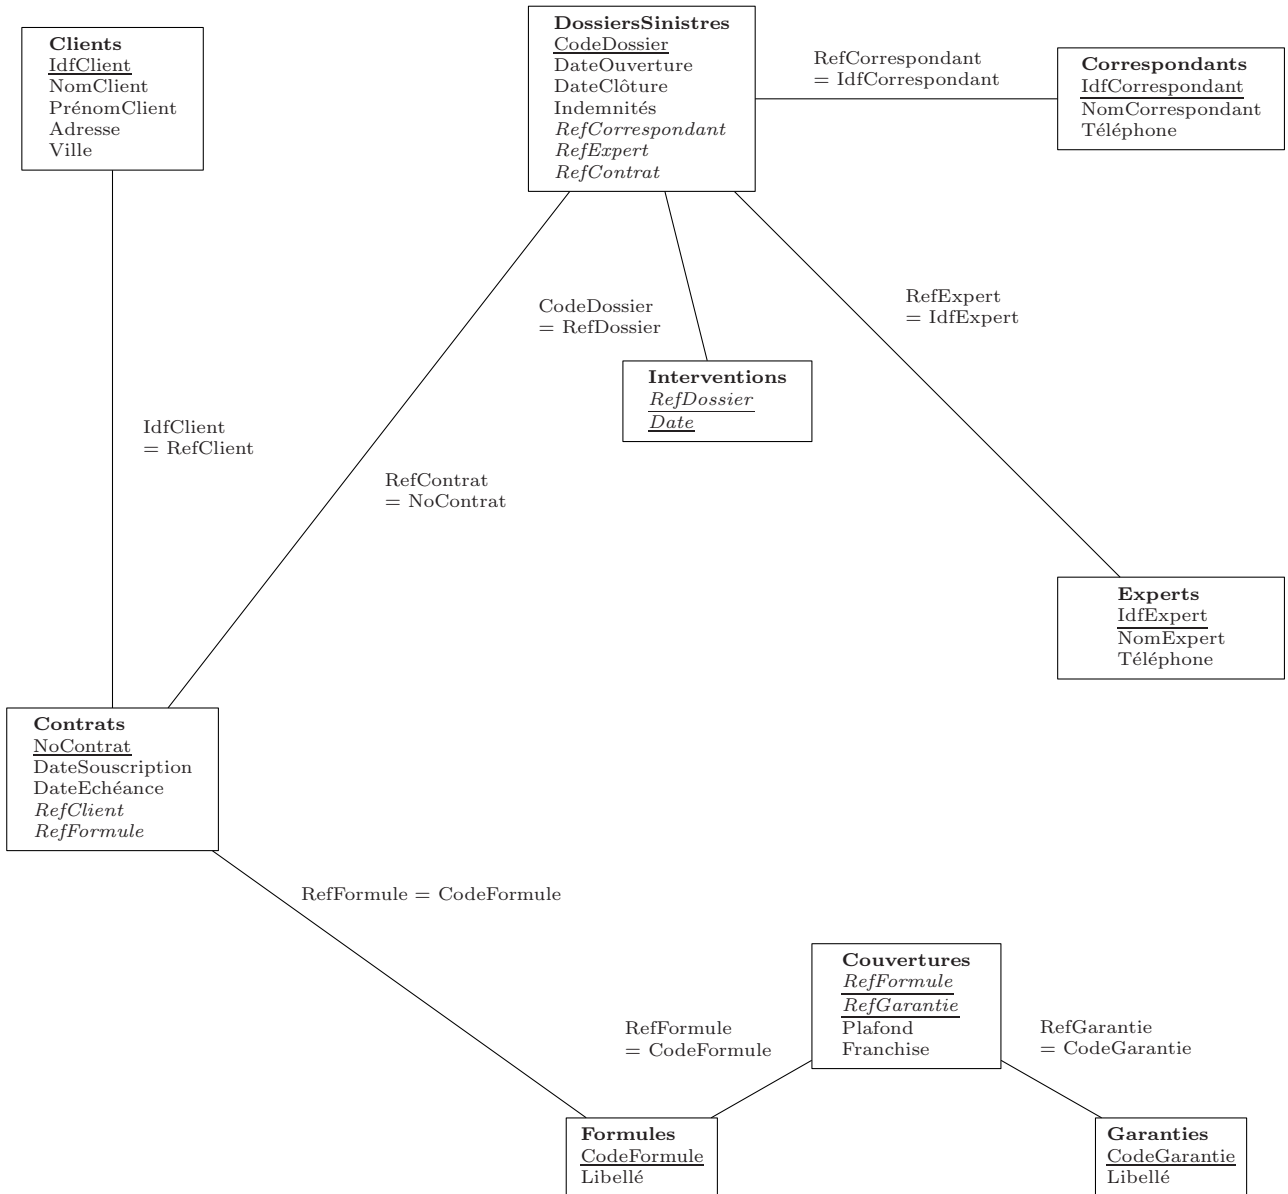 Clients
IdfClient
NomClient
PrénomClient
Adresse
Ville
DossiersSinistres
CodeDossier
DateOuverture
DateClôture
Indemnités
RefCorrespondant
RefExpert
RefContrat
RefCorrespondant
= IdfCorrespondant
Correspondants
IdfCorrespondant
NomCorrespondant
Téléphone
CodeDossier
= RefDossier
RefExpert
= IdfExpert
Interventions
RefDossier
Date
IdfClient
= RefClient
RefContrat
= NoContrat
Experts
IdfExpert
NomExpert
Téléphone
Contrats
NoContrat
DateSouscription
DateEchéance
RefClient
RefFormule
RefFormule = CodeFormule
Couvertures
RefFormule
RefGarantie
Plafond
Franchise
RefFormule
= CodeFormule
RefGarantie
= CodeGarantie
Formules
CodeFormule
Libellé
Garanties
CodeGarantie
Libellé